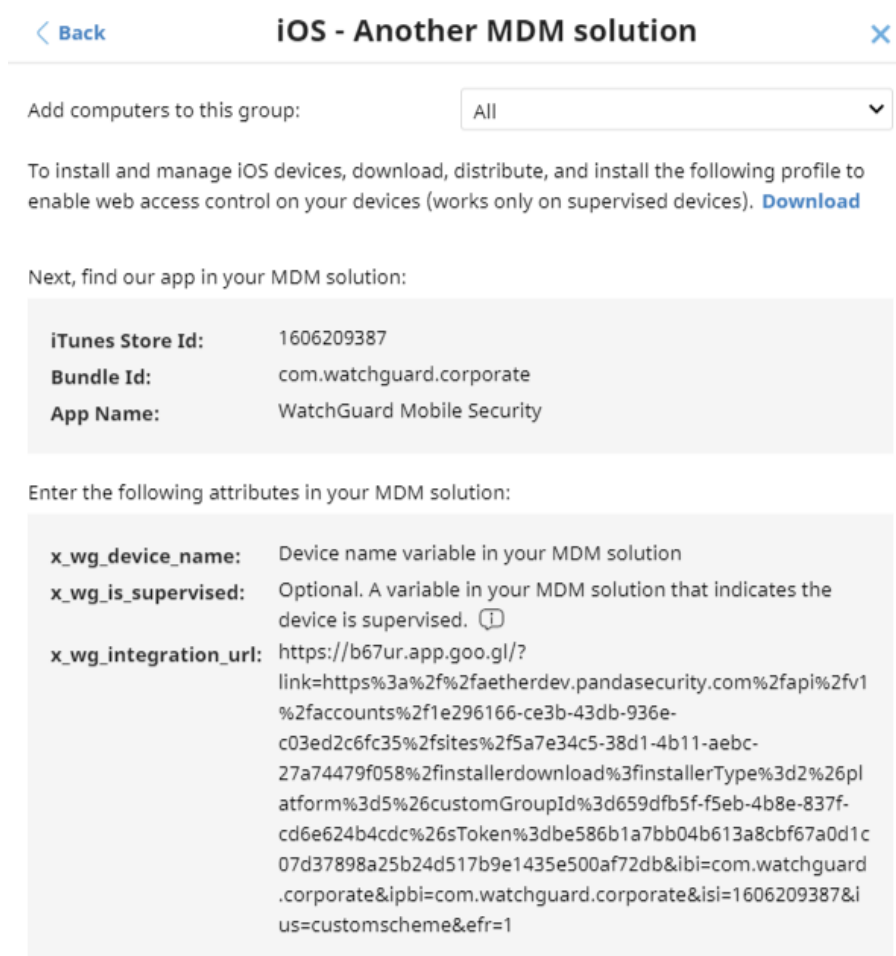 Back
iOS - Another MDM solution
Add computers to this group:
All
To install and manage iOS devices, download, distribute, and install the following profile to
enable web access control on your devices (works only on supervised devices). Download
Next, find our app in your MDM solution:
iTunes Store Id: 1606209387
Bundle Id: com.watchguard.corporate
App Name: WatchGuard Mobile Security
Enter the following attributes in your MDM solution:
x_wg_device_name: Device name variable in your MDM solution
x_wg_is_supervised: Optional. A variable in your MDM solution that indicates the
device is supervised.
x_wg_integration_url: https://b67ur.app.goo.gl/?
link=https%3a%2f%2faetherdev.pandasecurity.com%2fapi%2fv1
%2faccounts%2f1e296166-ce3b-43db-936e-
c03ed2c6fc35%2fsites%2f5a7e34c5-38d1-4b11-aebc-
27a74479f058%2finstallerdownload%3finstallerType%3d2%26pl
atform%3d5%26customGroupId%3d659dfb5f-f5eb-4b8e-837f-
cd6e624b4cdc%26sToken%3dbe586b1a7bb04b613a8cbf67a0d1c
07d37898a25b24d517b9e1435e500af72db&ibi=com.watchguard
.corporate&ipbi=com.watchguard.corporate&isi=1606209387&i
us=customscheme&efr=1